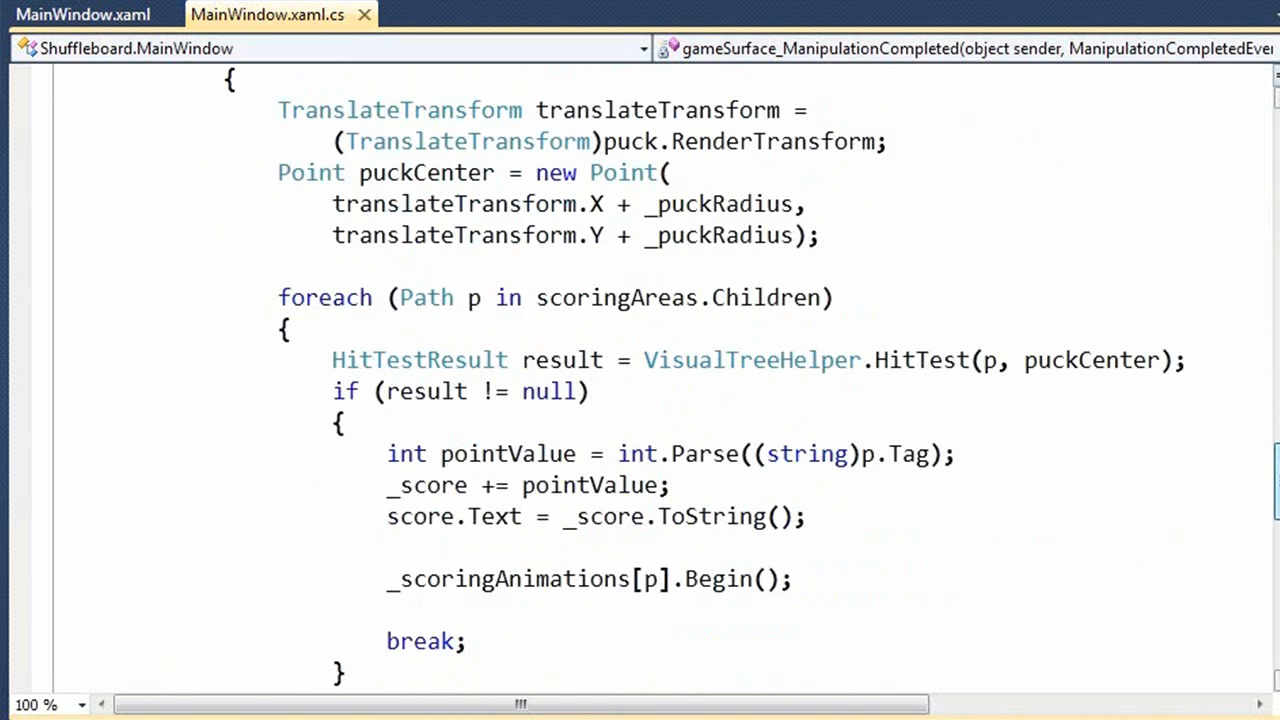 MainWindow.xaml MainWindow.xaml.cs
Shuffleboard.MainWindow gameSurface_ManipulationCompleted(object sender, ManipulationCompletedEver
{
TranslateTransform translateTransform =
(TranslateTransform)puck.RenderTransform;
Point puckCenter = new Point(
translateTransform.X + _puckRadius,
translateTransform.Y + _puckRadius);
foreach (Path p in scoringAreas.Children)
{
HitTestResult result = VisualTreeHelper.HitTest(p, puckCenter);
if (result != null)
{
int pointValue = int.Parse((string)p.Tag);
_score += pointValue;
score.Text = _score.ToString();
_scoringAnimations[p].Begin();
break;
}
100 %